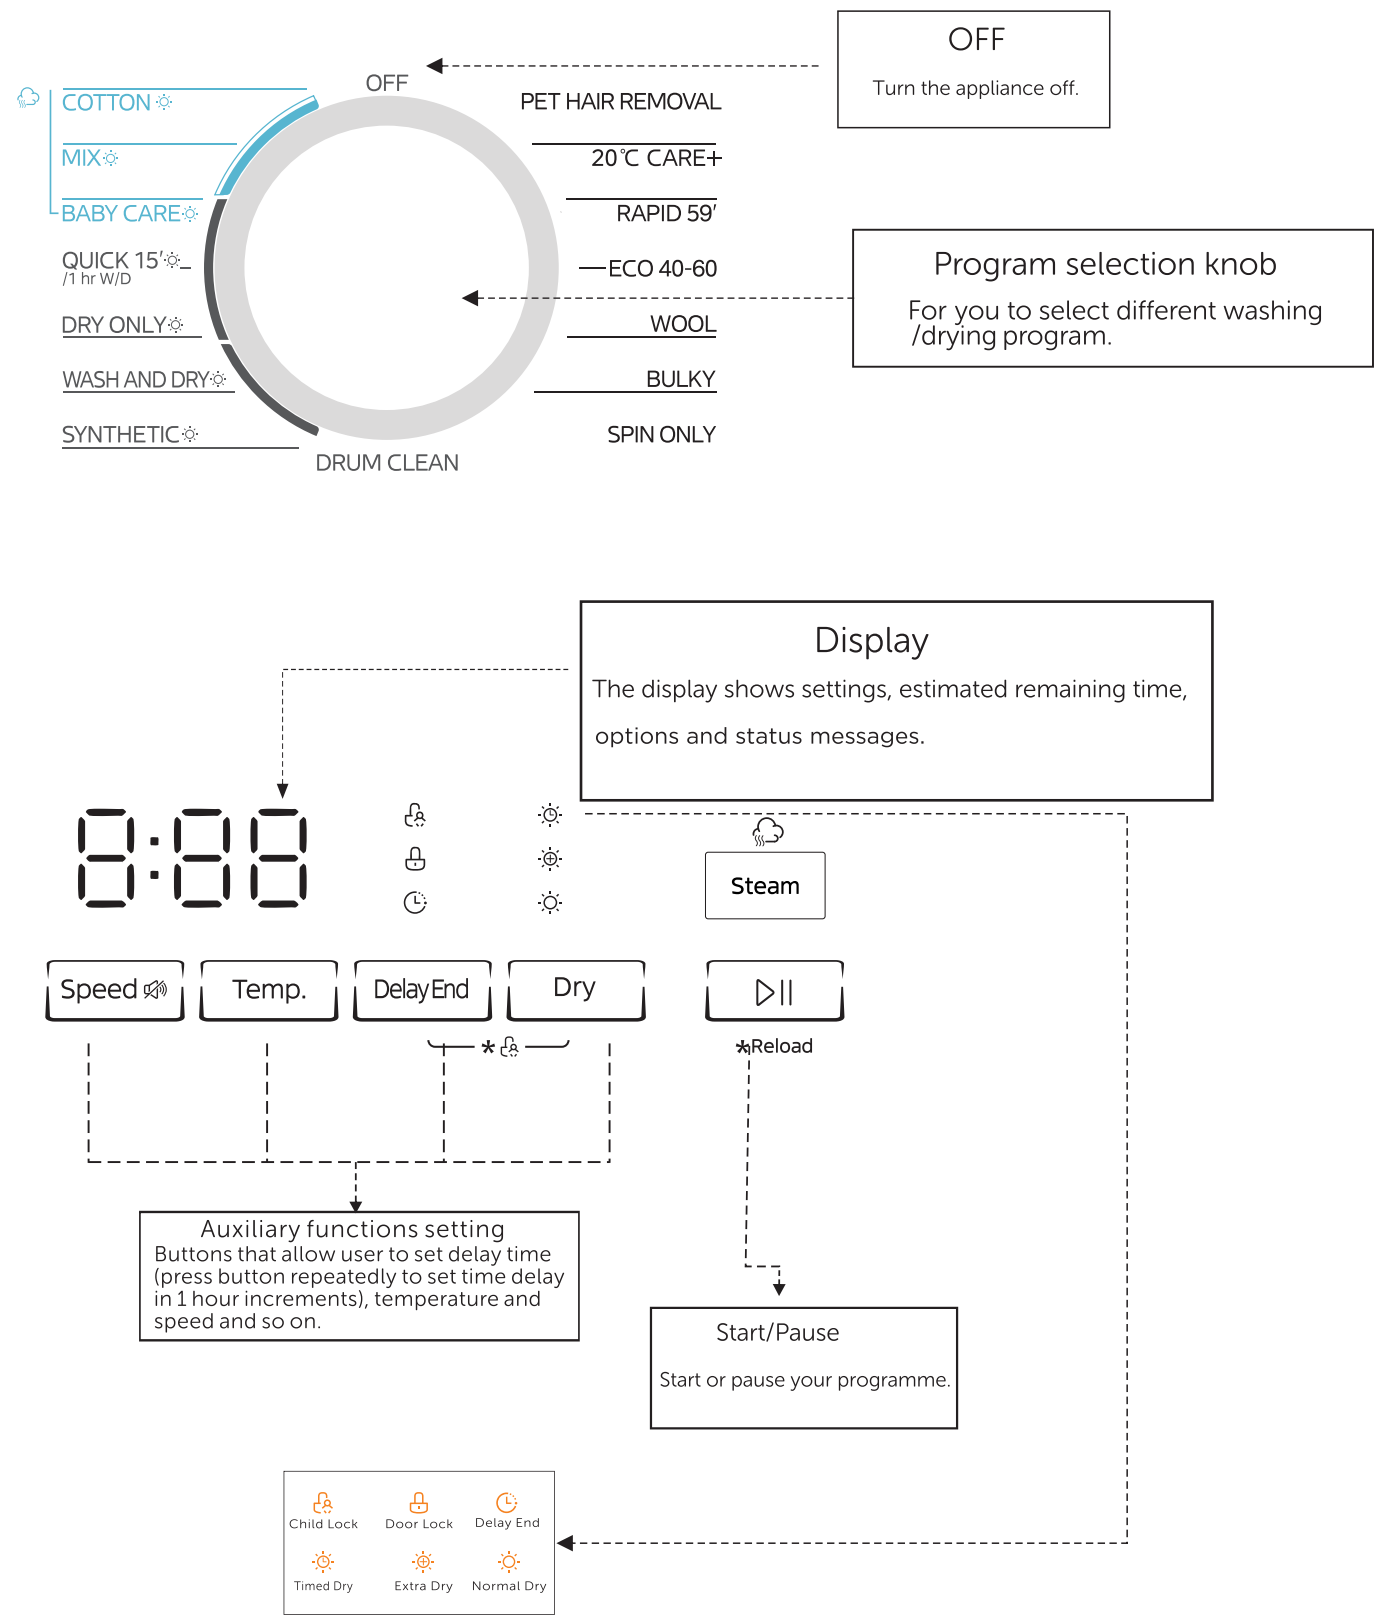 OFF
Turn the appliance off.
OFF
COTTON
MIX
BABY CARE
QUICK 15'
/1 hr W/D
DRY ONLY
WASH AND DRY
SYNTHETIC
DRUM CLEAN
PET HAIR REMOVAL
20℃ CARE+
RAPID 59'
ECO 40-60
WOOL
BULKY
SPIN ONLY
Program selection knob
For you to select different washing
/drying program.
Display
The display shows settings, estimated remaining time,
options and status messages.
8:88
Steam
Speed
Temp.
Delay End
Dry
*
*Reload
Auxiliary functions setting
Buttons that allow user to set delay time
(press button repeatedly to set time delay
in 1 hour increments), temperature and
speed and so on.
Start/Pause
Start or pause your programme.
Child Lock
Door Lock
Delay End
Timed Dry
Extra Dry
Normal Dry